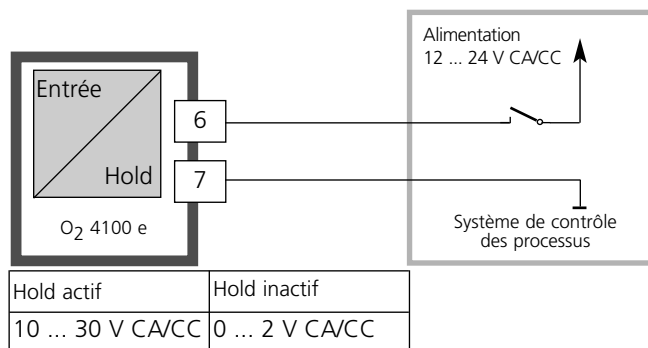 Alimentation
12 ... 24 V CA/CC
Entrée
Hold
6
7
O2 4100 e
Système de contrôle
des processus
Hold actif
Hold inactif
10 ... 30 V CA/CC
0 ... 2 V CA/CC